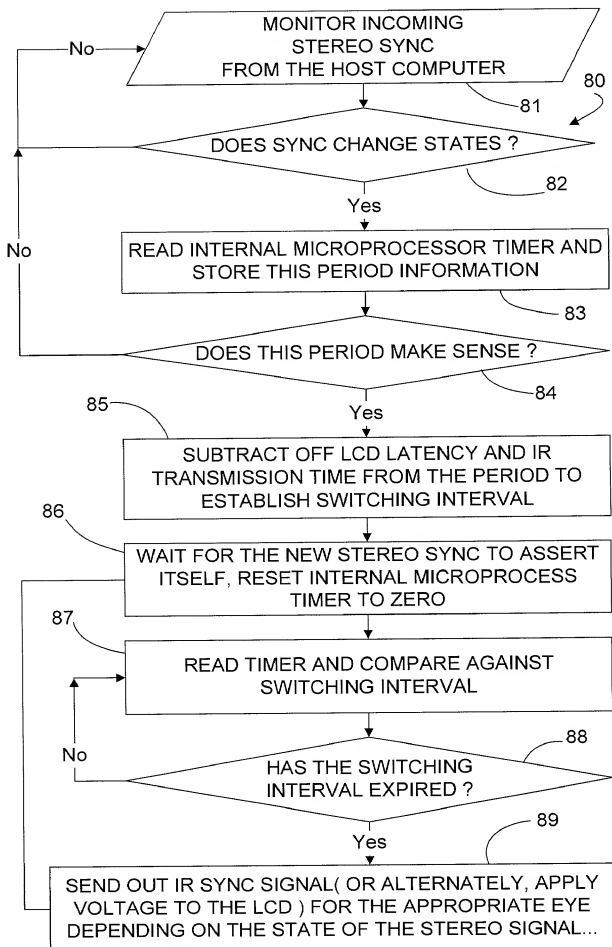 No
MONITOR INCOMING
STEREO SYNC
FROM THE HOST COMPUTER
81
80
DOES SYNC CHANGE STATES ?
82
Yes
No
READ INTERNAL MICROPROCESSOR TIMER AND
STORE THIS PERIOD INFORMATION
83
DOES THIS PERIOD MAKE SENSE ?
84
Yes
85
SUBTRACT OFF LCD LATENCY AND IR
TRANSMISSION TIME FROM THE PERIOD TO
ESTABLISH SWITCHING INTERVAL
86
WAIT FOR THE NEW STEREO SYNC TO ASSERT
ITSELF, RESET INTERNAL MICROPROCESS
TIMER TO ZERO
87
READ TIMER AND COMPARE AGAINST
SWITCHING INTERVAL
No
88
HAS THE SWITCHING
INTERVAL EXPIRED ?
Yes
89
SEND OUT IR SYNC SIGNAL( OR ALTERNATELY, APPLY
VOLTAGE TO THE LCD ) FOR THE APPROPRIATE EYE
DEPENDING ON THE STATE OF THE STEREO SIGNAL...